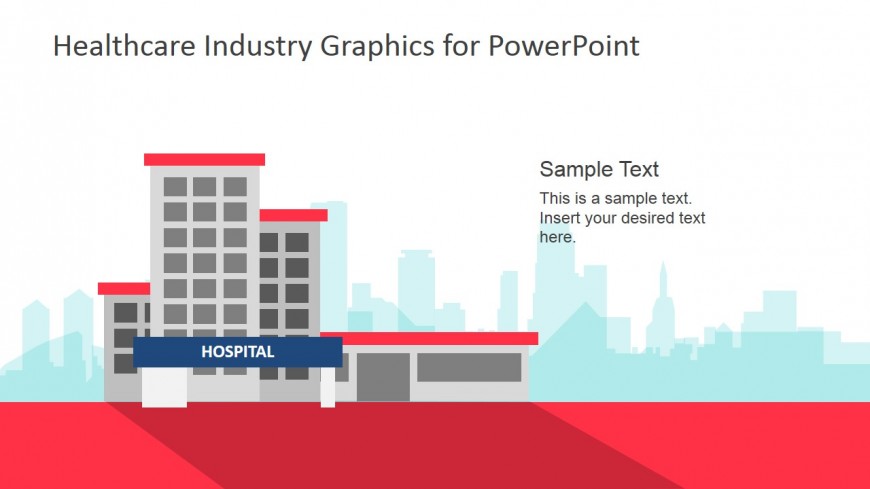 Healthcare Industry Graphics for PowerPoint
Sample Text
This is a sample text.
Insert your desired text
here.
HOSPITAL